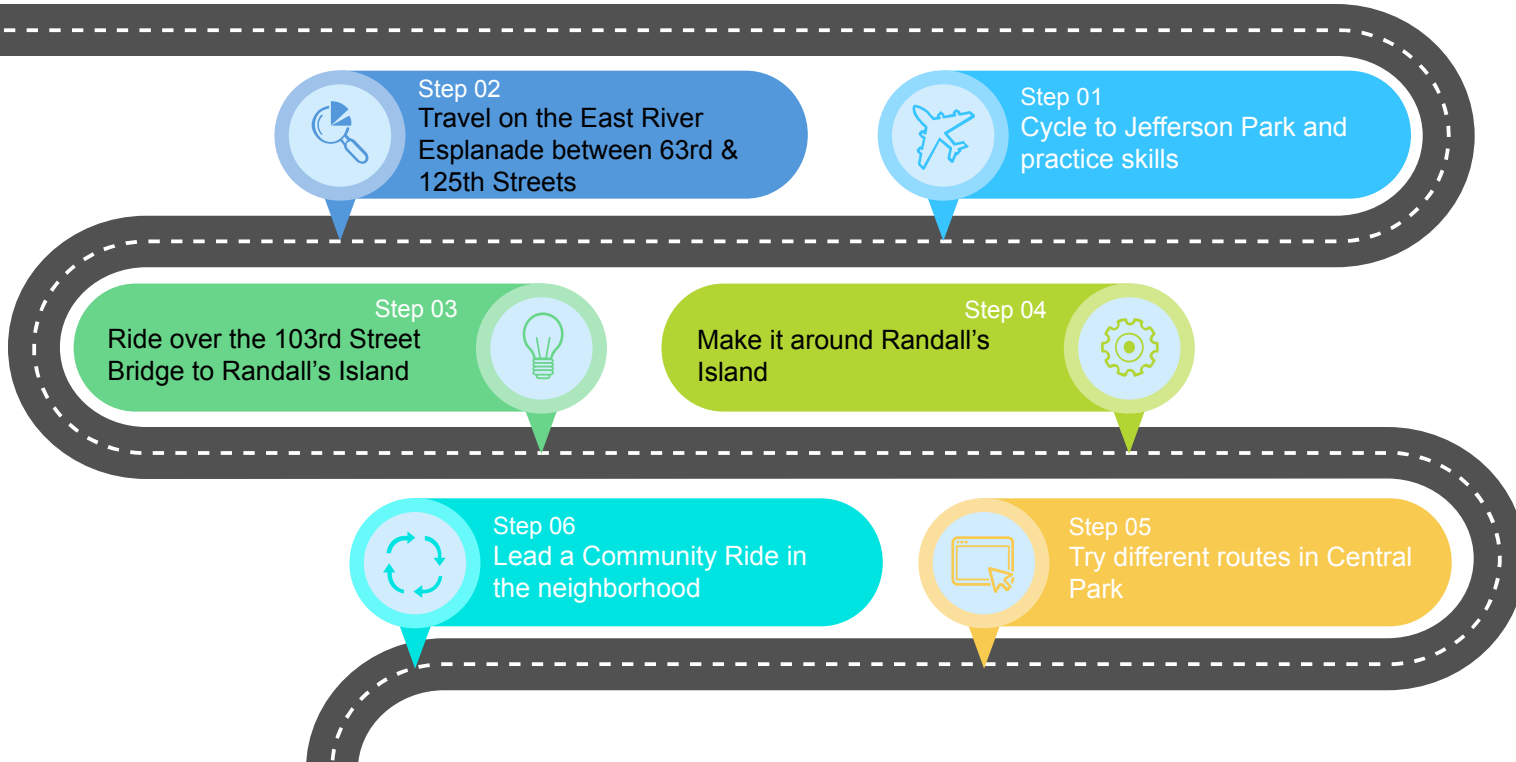 Step 01
Cycle to Jefferson Park and
practice skills
Step 02
Travel on the East River
Esplanade between 63rd &
125th Streets
Step 03
Ride over the 103rd Street
Bridge to Randall’s Island
Step 04
Make it around Randall’s
Island
Step 05
Try different routes in Central
Park
Step 06
Lead a Community Ride in
the neighborhood